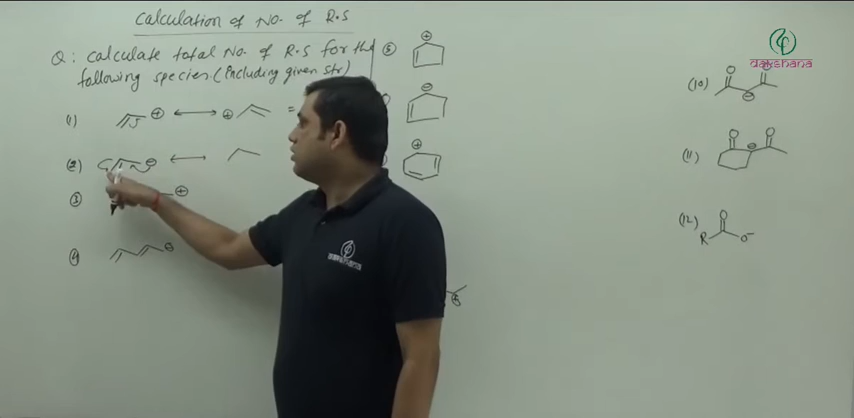 Calculation of No. of R.S
Q: calculate total No. of R.S for the
following species. (Including given str)
(1)
(2)
③
④
⑤
(10)
(11)
(12)
R
O
O⁻
dakshana